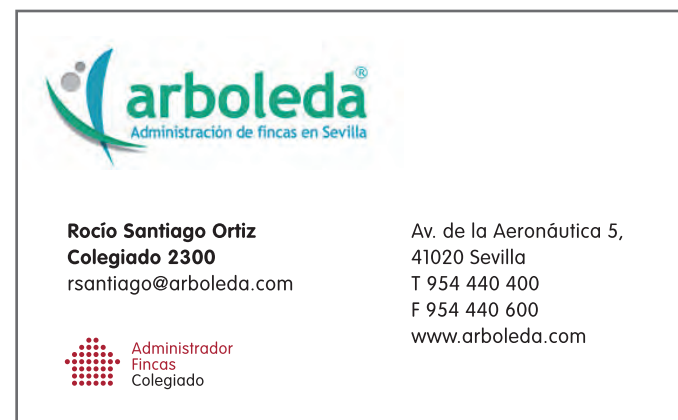 arboleda®
Administración de fincas en Sevilla
Rocío Santiago Ortiz
Colegiado 2300
rsantiago@arboleda.com
Administrador
Fincas
Colegiado
Av. de la Aeronáutica 5,
41020 Sevilla
T 954 440 400
F 954 440 600
www.arboleda.com